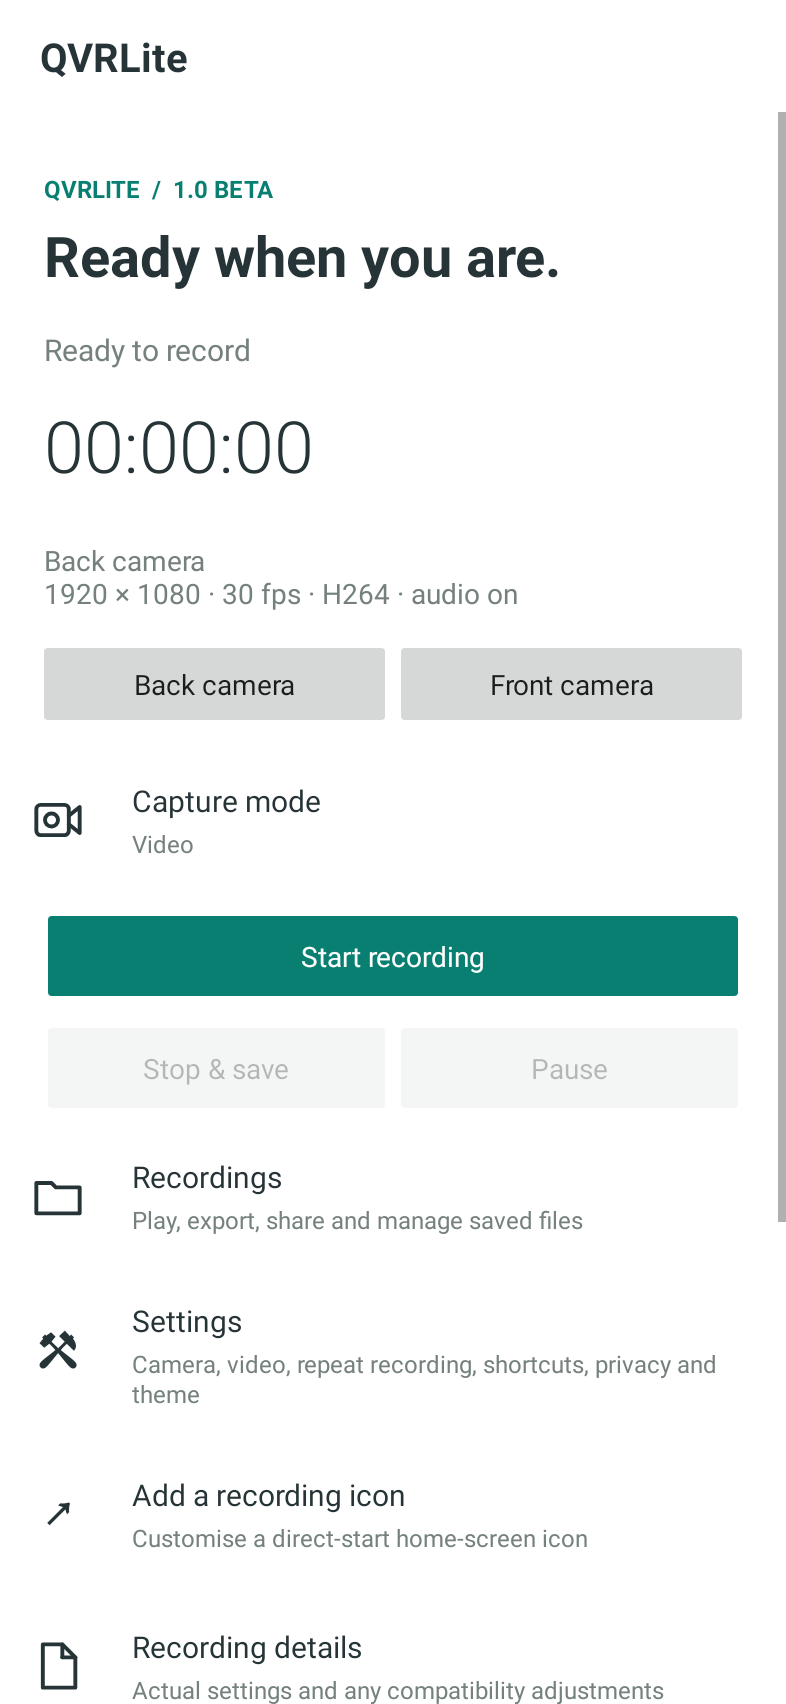 QVRLite
QVRLITE / 1.0 BETA
Ready when you are.
Ready to record
00:00:00
Back camera
1920 × 1080 · 30 fps · H264 · audio on
Back camera
Front camera
Capture mode
Video
Start recording
Stop & save
Pause
Recordings
Play, export, share and manage saved files
Settings
Camera, video, repeat recording, shortcuts, privacy and
theme
Add a recording icon
Customise a direct-start home-screen icon
Recording details
Actual settings and any compatibility adjustments